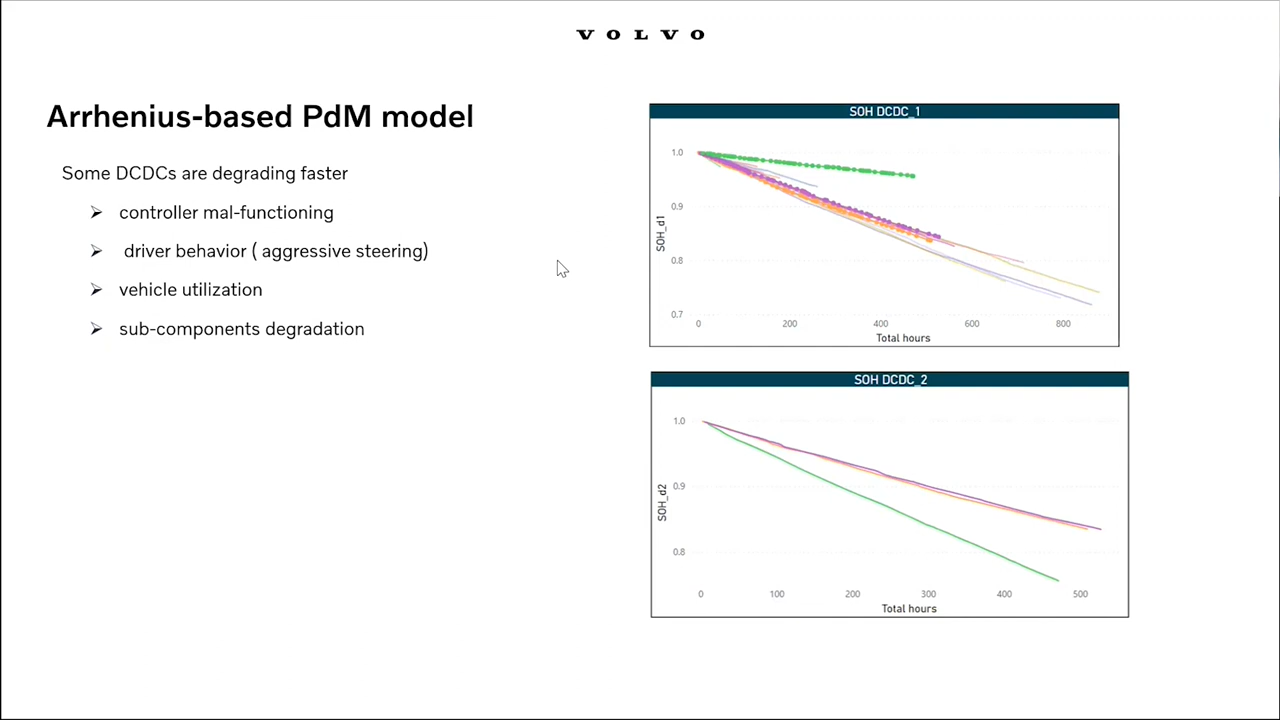 VOLVO
Arrhenius-based PdM model
Some DCDCs are degrading faster
➢ controller mal-functioning
➢ driver behavior ( aggressive steering)
➢ vehicle utilization
➢ sub-components degradation
SOH DCDC_1
1.0
0.9
0.8
0.7
SOH_d1
0 200 400 600 800
Total hours
SOH DCDC_2
1.0
0.9
0.8
SOH_d2
0 100 200 300 400 500
Total hours